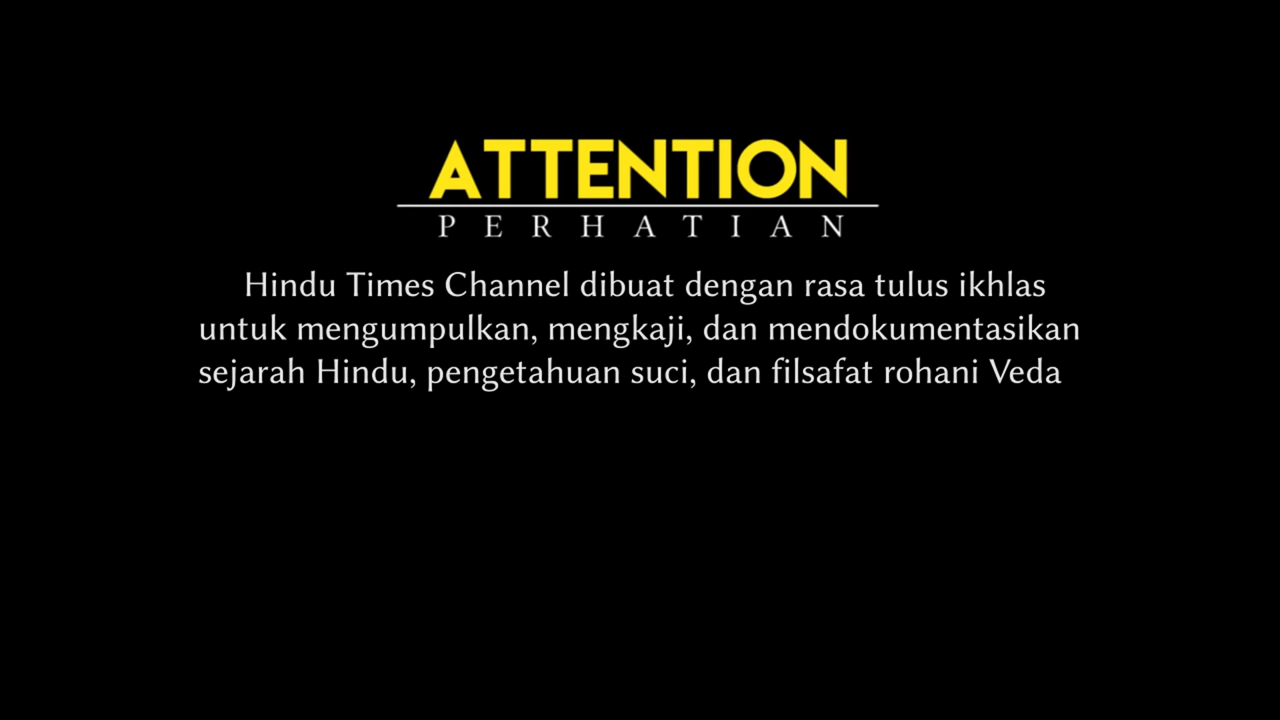 ATTENTION
PERHATIAN
Hindu Times Channel dibuat dengan rasa tulus ikhlas
untuk mengumpulkan, mengkaji, dan mendokumentasikan
sejarah Hindu, pengetahuan suci, dan filsafat rohani Veda